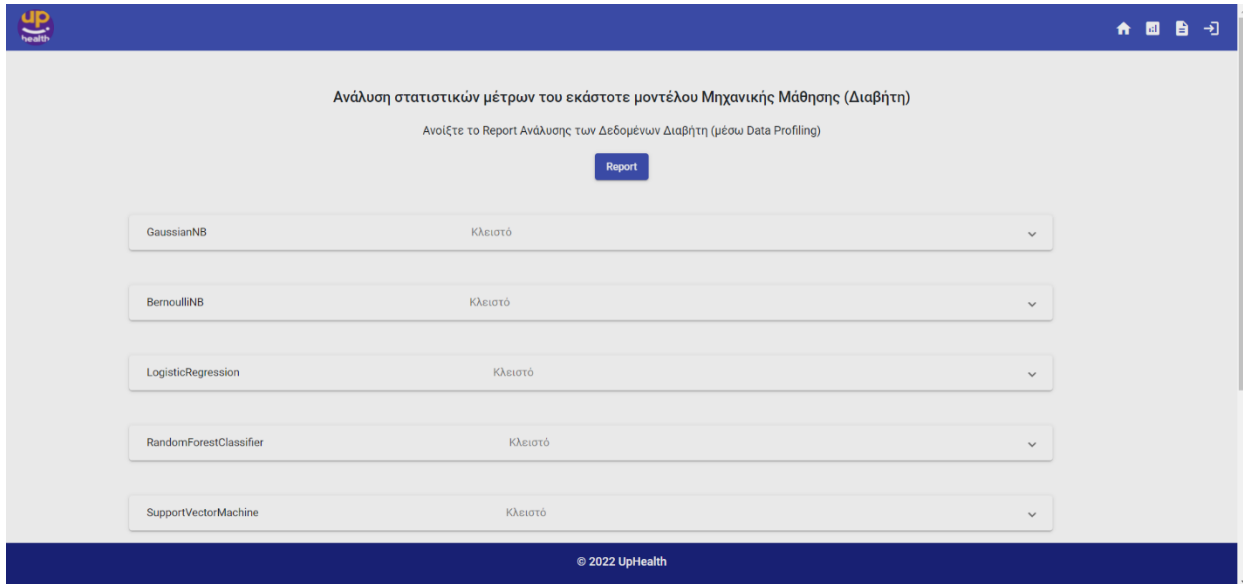 up
health
Ανάλυση στατιστικών μέτρων του εκάστοτε μοντέλου Μηχανικής Μάθησης (Διαβήτη)
Ανοίξτε το Report Ανάλυσης των Δεδομένων Διαβήτη (μέσω Data Profiling)
Report
GaussianNB Κλειστό
BernoulliNB Κλειστό
LogisticRegression Κλειστό
RandomForestClassifier Κλειστό
SupportVectorMachine Κλειστό
© 2022 UpHealth